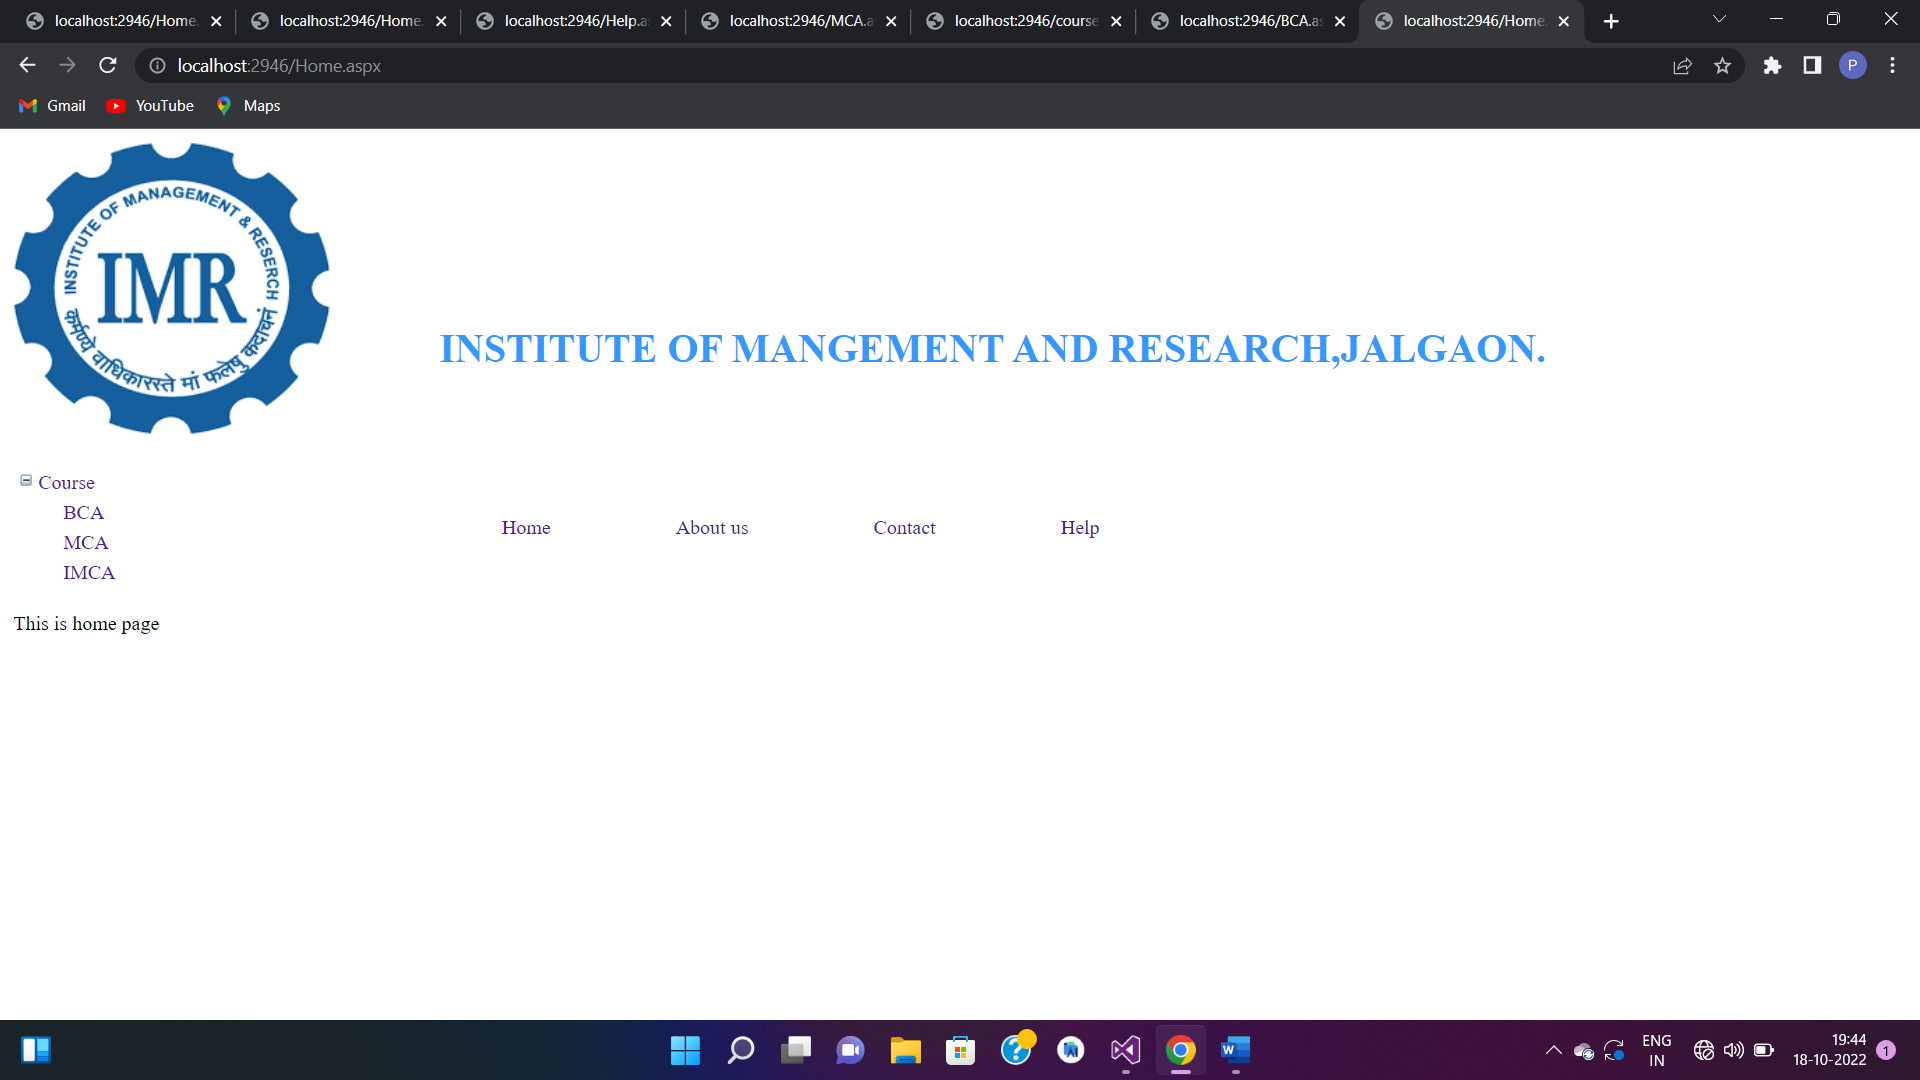 localhost:2946/Home. localhost:2946/Home. localhost:2946/Help.a localhost:2946/MCA.a localhost:2946/course localhost:2946/BCA.as localhost:2946/Home.
localhost:2946/Home.aspx
P
Gmail YouTube Maps
INSTITUTE OF MANAGEMENT & RESERCH
IMR
कर्मण्ये वाधिकारस्ते मां फलेषु कदाचनं
INSTITUTE OF MANGEMENT AND RESEARCH,JALGAON.
Course
BCA
MCA
IMCA
Home About us Contact Help
This is home page
ENG
IN
19:44
18-10-2022
1